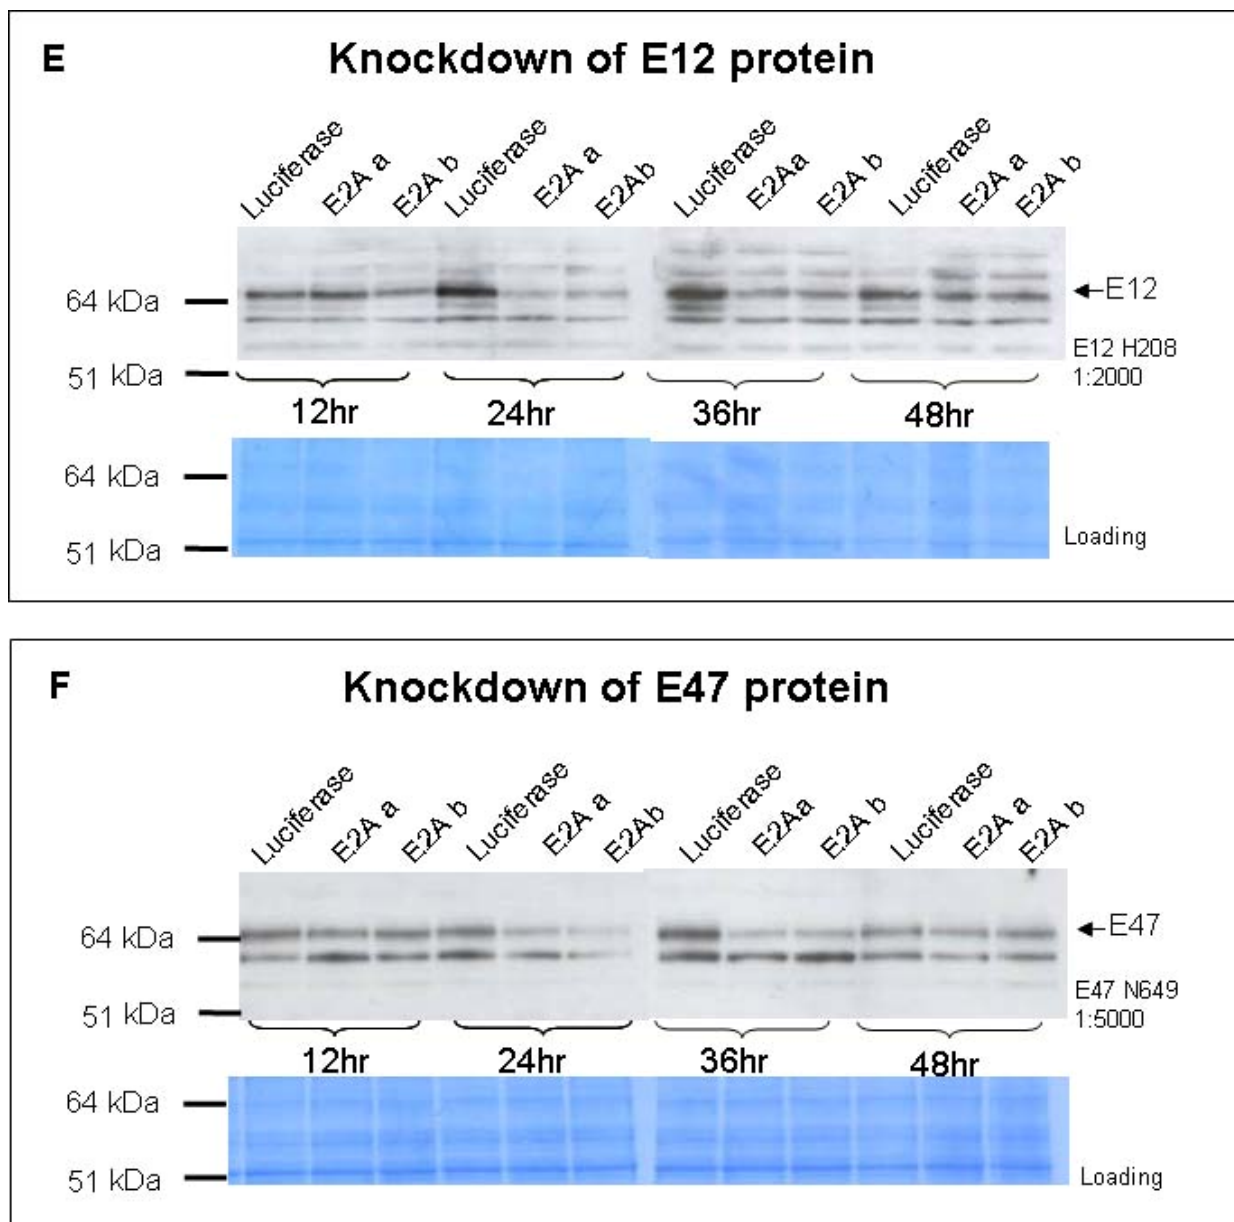 E
Knockdown of E12 protein
Luciferase E2A a E2A b Luciferase E2A a E2Ab Luciferase E2Aa E2A b Luciferase E2A a E2A b
64 kDa
E12
E12 H208
51 kDa
1:2000
12hr 24hr 36hr 48hr
64 kDa
51 kDa
Loading
F
Knockdown of E47 protein
Luciferase E2A a E2A b Luciferase E2A a E2Ab Luciferase E2Aa E2A b Luciferase E2A a E2A b
64 kDa
E47
E47 N649
51 kDa
1:5000
12hr 24hr 36hr 48hr
64 kDa
51 kDa
Loading